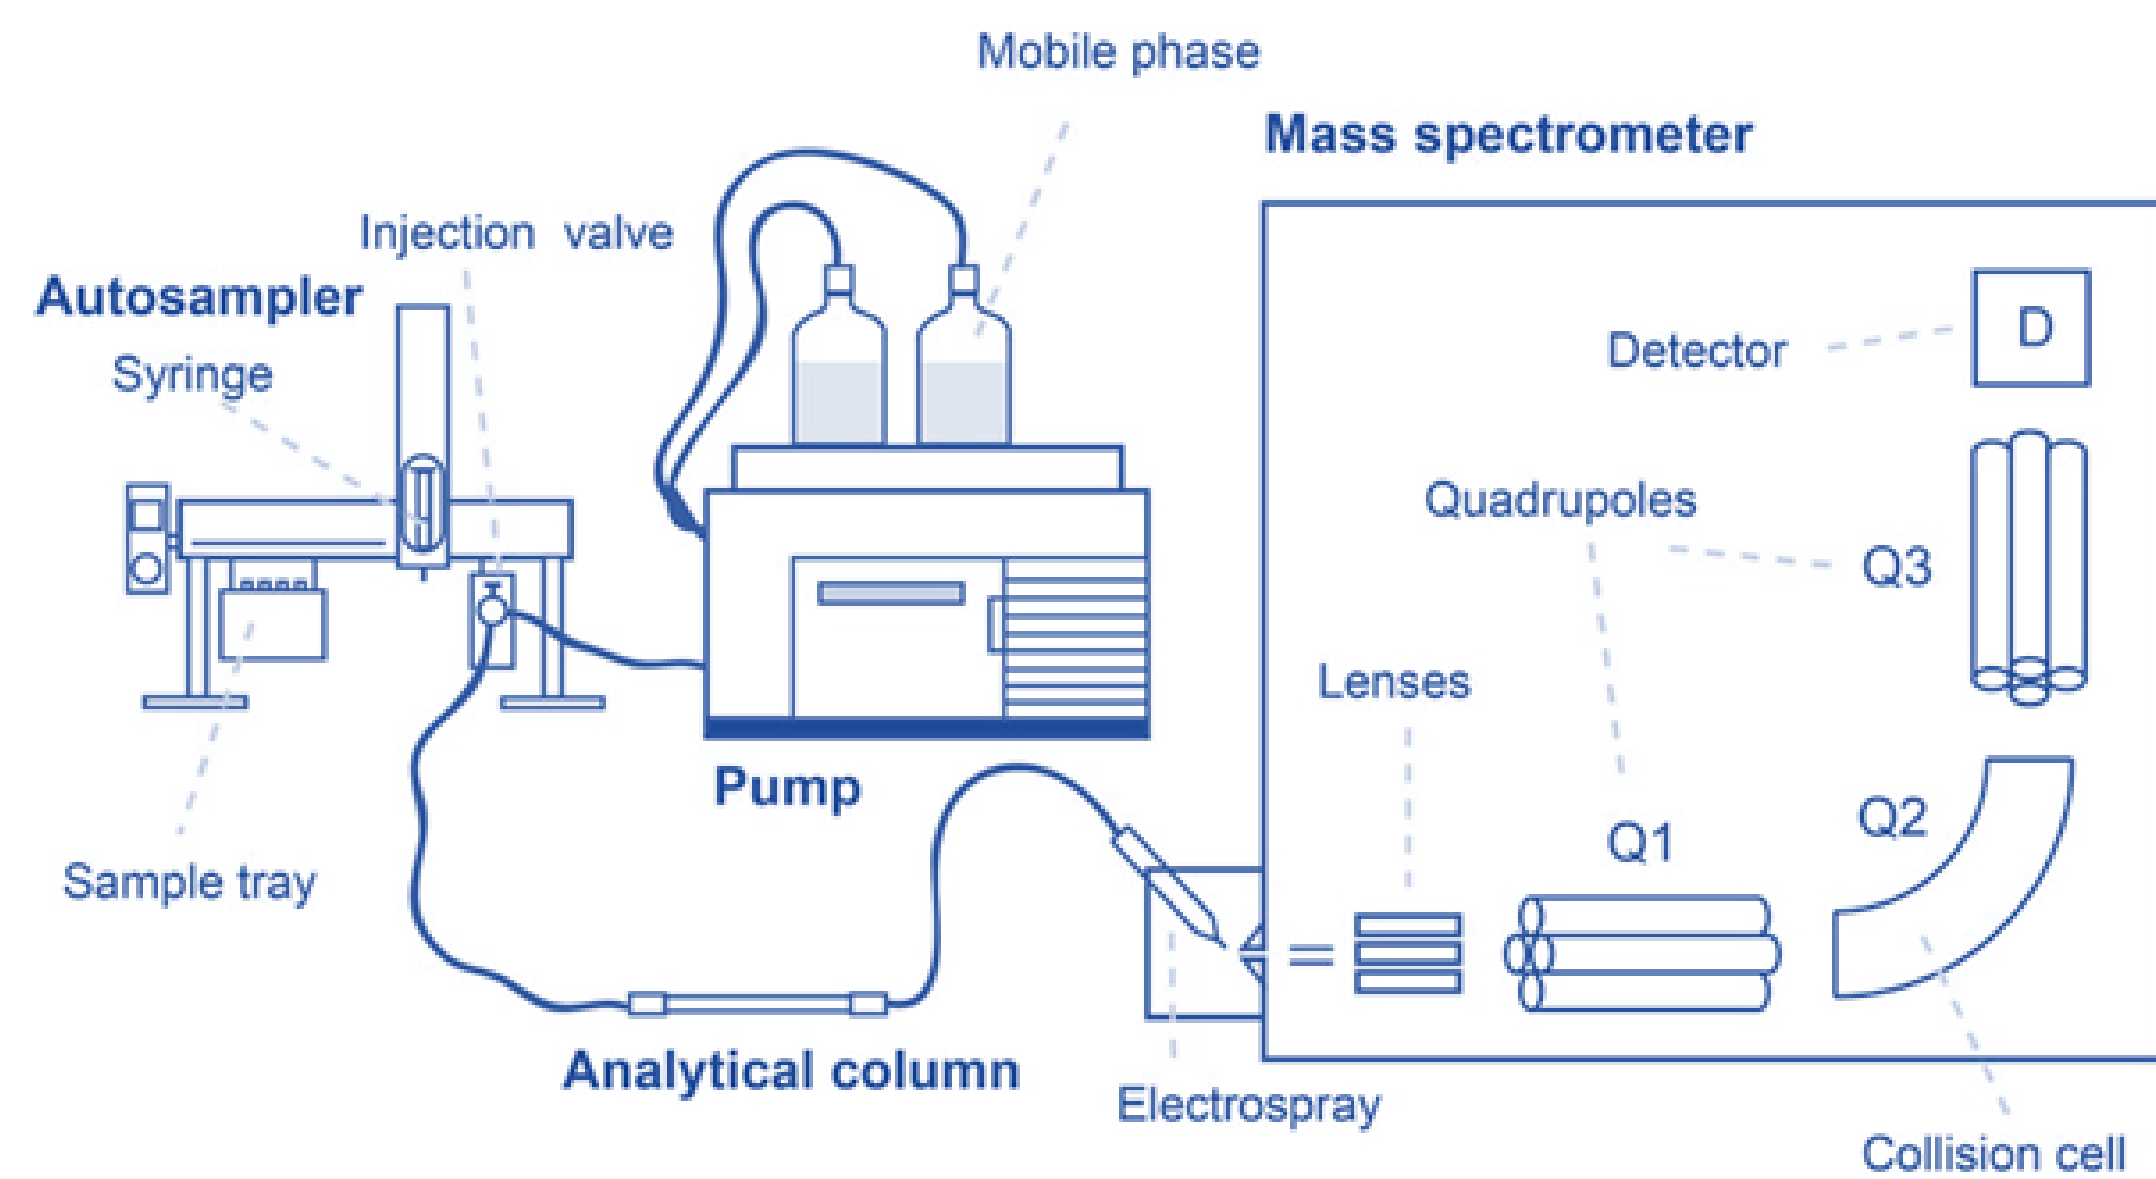 Mobile phase
Mass spectrometer
Injection valve
Autosampler
Syringe
Detector
D
Quadrupoles
Q3
Lenses
Pump
Q2
Q1
Sample tray
Analytical column
Electrospray
Collision cell